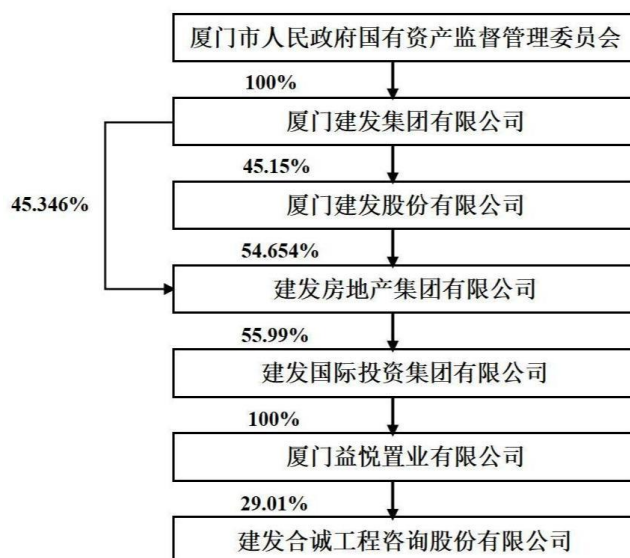 厦门市人民政府国有资产监督管理委员会
100%
厦门建发集团有限公司
45.15%
45.346%
厦门建发股份有限公司
54.654%
建发房地产集团有限公司
55.99%
建发国际投资集团有限公司
100%
厦门益悦置业有限公司
29.01%
建发合诚工程咨询股份有限公司